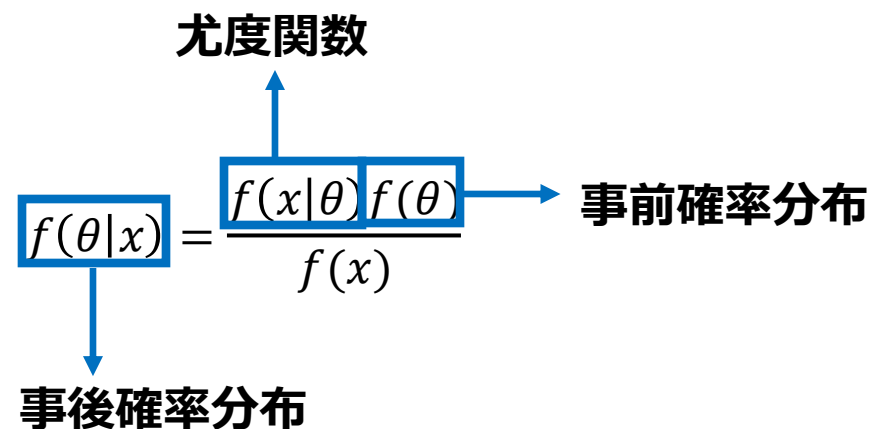 尤度関数
f(θ|x) = f(x|θ) f(θ)
f(x)
事前確率分布
事後確率分布